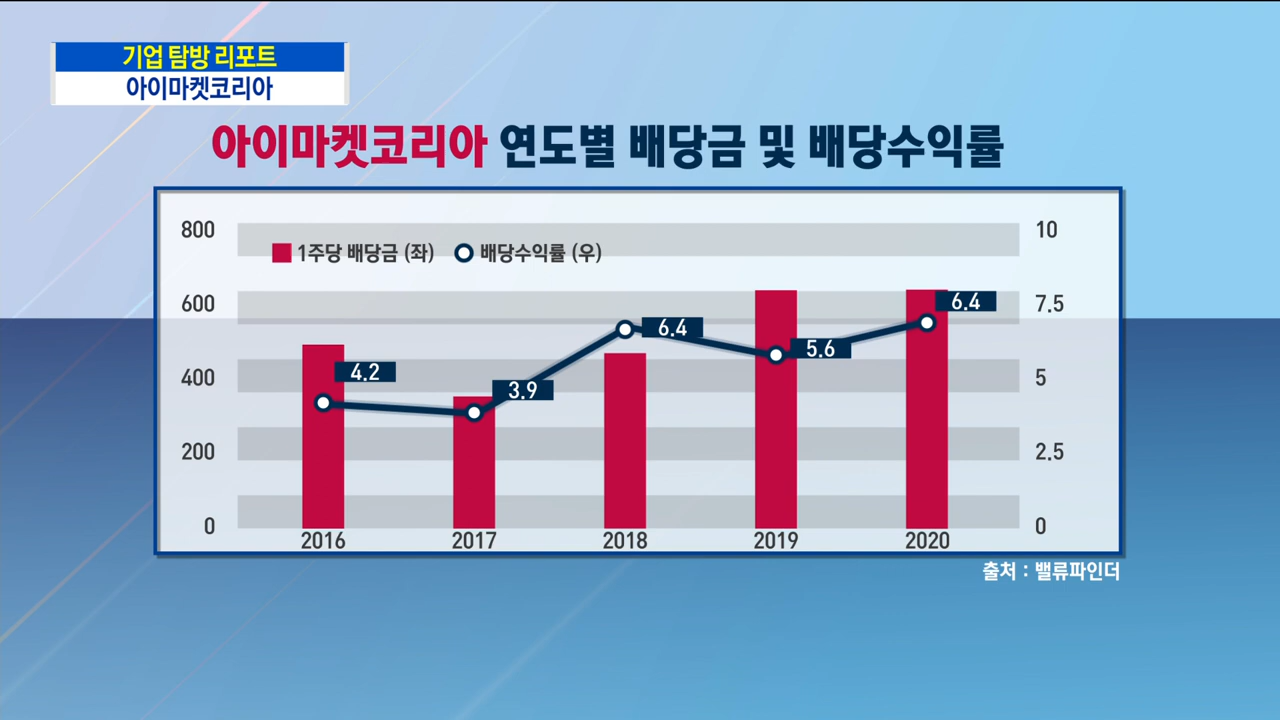 기업 탐방 리포트
아이마켓코리아
아이마켓코리아 연도별 배당금 및 배당수익률
800
10
1주당 배당금 (좌) 배당수익률 (우)
600
7.5
6.4
6.4
5.6
4.2
400
5
3.9
200
2.5
0
0
2016 2017 2018 2019 2020
출처 : 밸류파인더